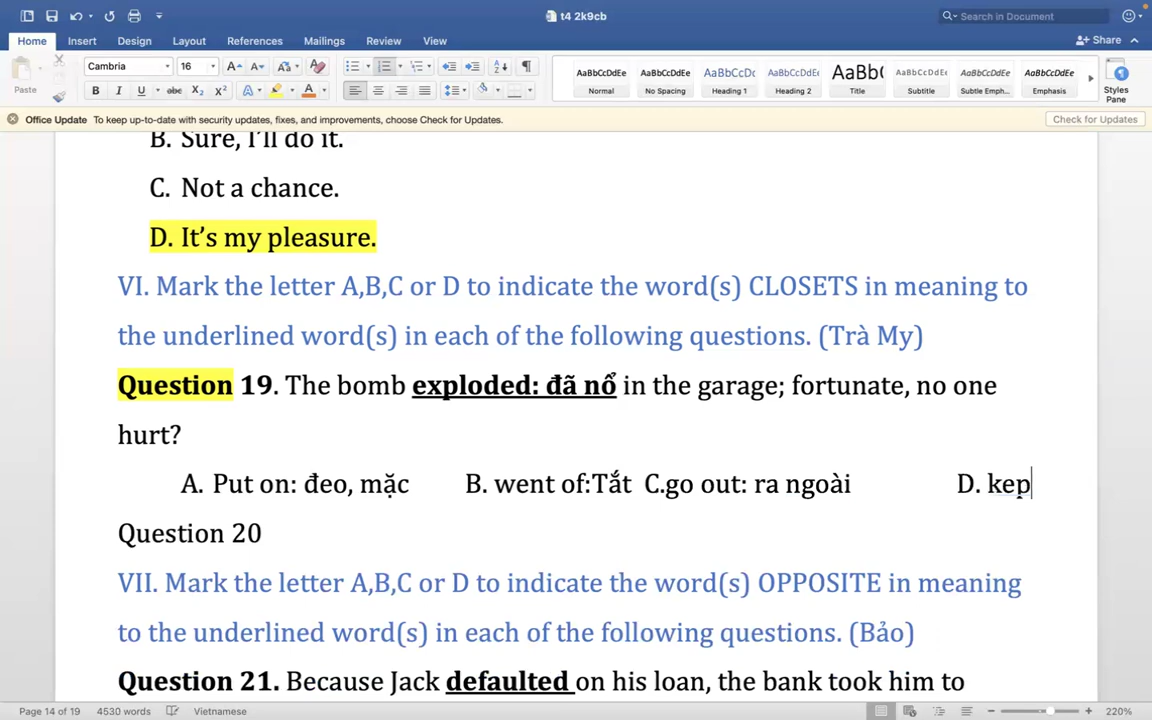 t4 2k9cb
Search in Document
Home Insert Design Layout References Mailings Review View
Share
Paste
Cambria 16
B I U abc X₂ X²
AaBbCcDdEe AaBbCcDdEe AaBbCcDc AaBbCcDdEe AaBb( AaBbCcDdEe AaBbCcDdEe AaBbCcDdEe
Normal No Spacing Heading 1 Heading 2 Title Subtitle Subtle Emph... Emphasis
Styles Pane
Office Update To keep up-to-date with security updates, fixes, and improvements, choose Check for Updates.
Check for Updates
B. Sure, I'll do it.
C. Not a chance.
D. It's my pleasure.
VI. Mark the letter A,B,C or D to indicate the word(s) CLOSETS in meaning to
the underlined word(s) in each of the following questions. (Trà My)
Question 19. The bomb exploded: đã nổ in the garage; fortunate, no one
hurt?
A. Put on: đeo, mặc B. went of:Tắt C.go out: ra ngoài D. kep
Question 20
VII. Mark the letter A,B,C or D to indicate the word(s) OPPOSITE in meaning
to the underlined word(s) in each of the following questions. (Bảo)
Question 21. Because Jack defaulted on his loan, the bank took him to
Page 14 of 19 4530 words Vietnamese
220%